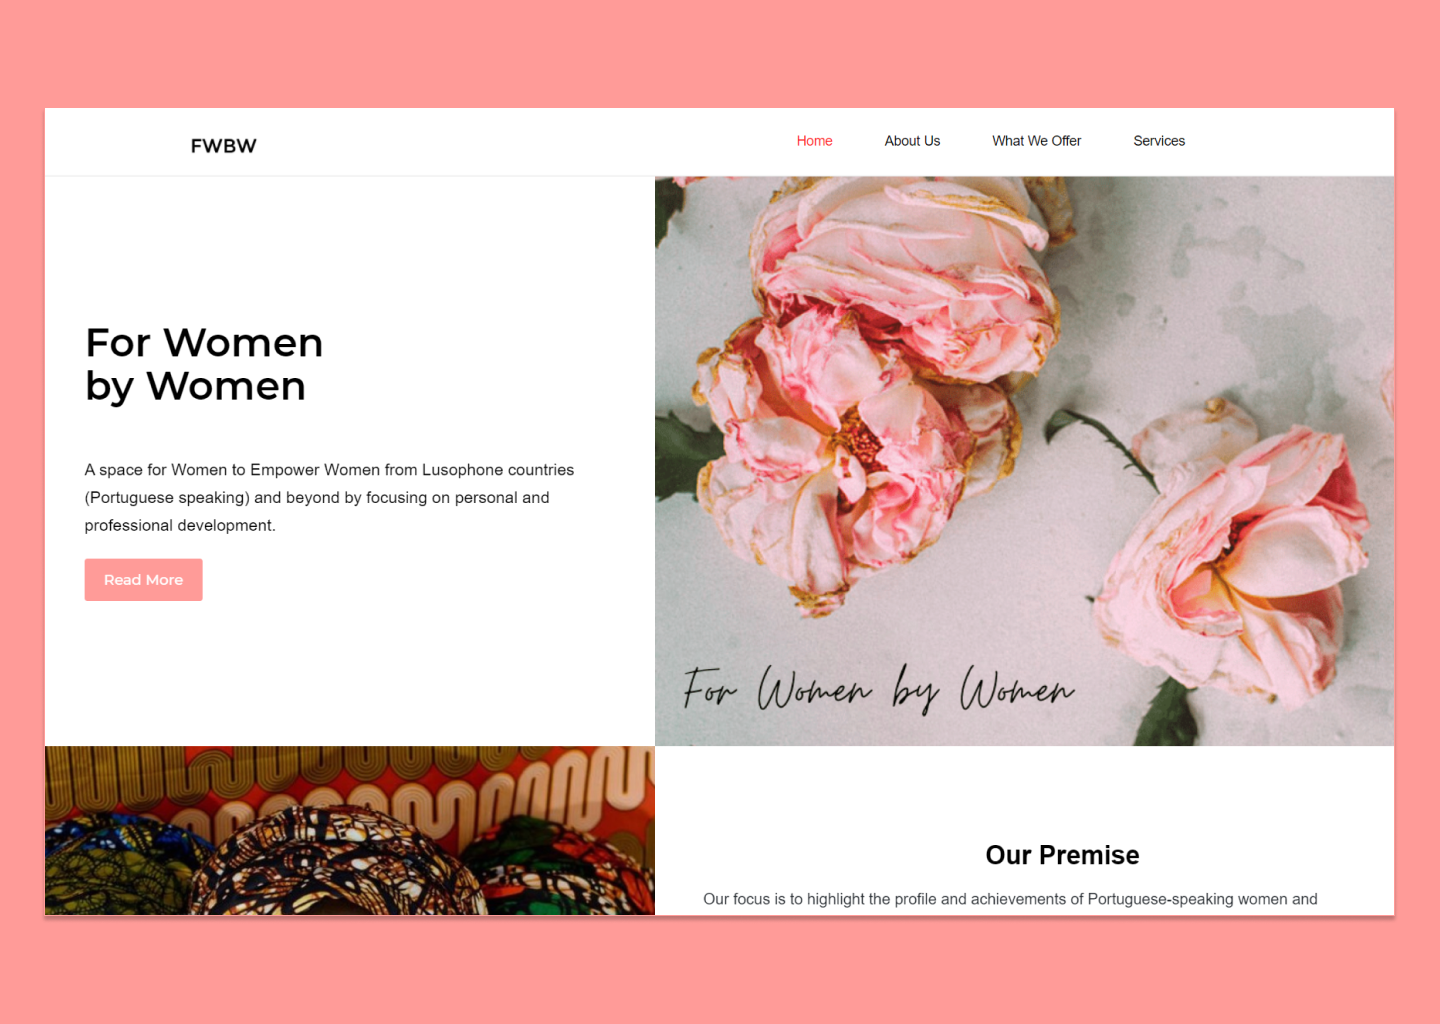 FWBW
Home
About Us
What We Offer
Services
For Women
by Women
A space for Women to Empower Women from Lusophone countries
(Portuguese speaking) and beyond by focusing on personal and
professional development.
Read More
For Women by Women
Our Premise
Our focus is to highlight the profile and achievements of Portuguese-speaking women and